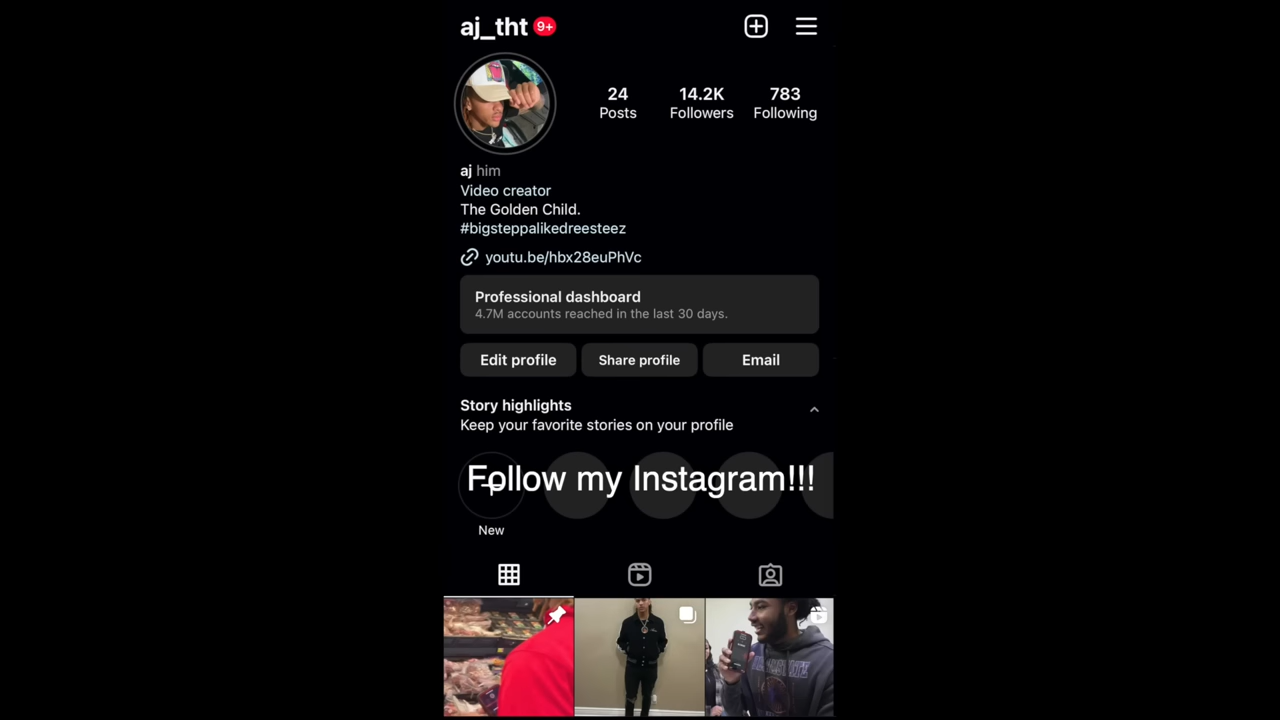 aj_tht 9+
24 14.2K 783
Posts Followers Following
aj him
Video creator
The Golden Child.
#bigsteppalikedreesteez
youtu.be/hbx28euPhVc
Professional dashboard
4.7M accounts reached in the last 30 days.
Edit profile Share profile Email
Story highlights
Keep your favorite stories on your profile
Follow my Instagram!!!
New